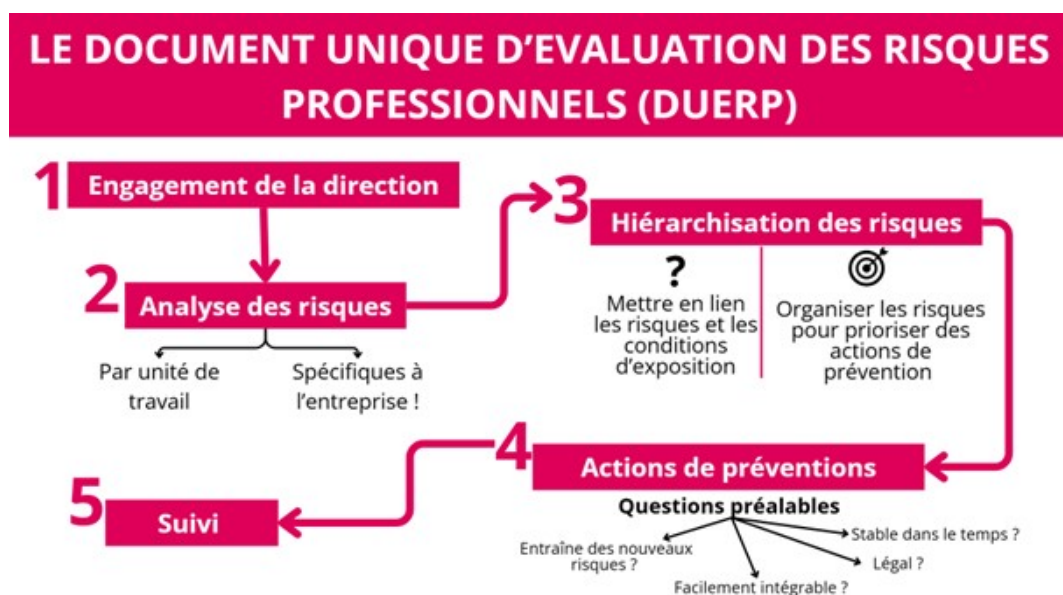 LE DOCUMENT UNIQUE D’EVALUATION DES RISQUES
PROFESSIONNELS (DUERP)
1 Engagement de la direction
2 Analyse des risques
Par unité de
travail
Spécifiques à
l’entreprise !
3 Hiérarchisation des risques
?
Mettre en lien
les risques et les
conditions
d’exposition
Organiser les risques
pour prioriser des
actions de
prévention
4 Actions de préventions
Questions préalables
Entraîne des nouveaux
risques ?
Facilement intégrable ?
Légal ?
Stable dans le temps ?
5 Suivi